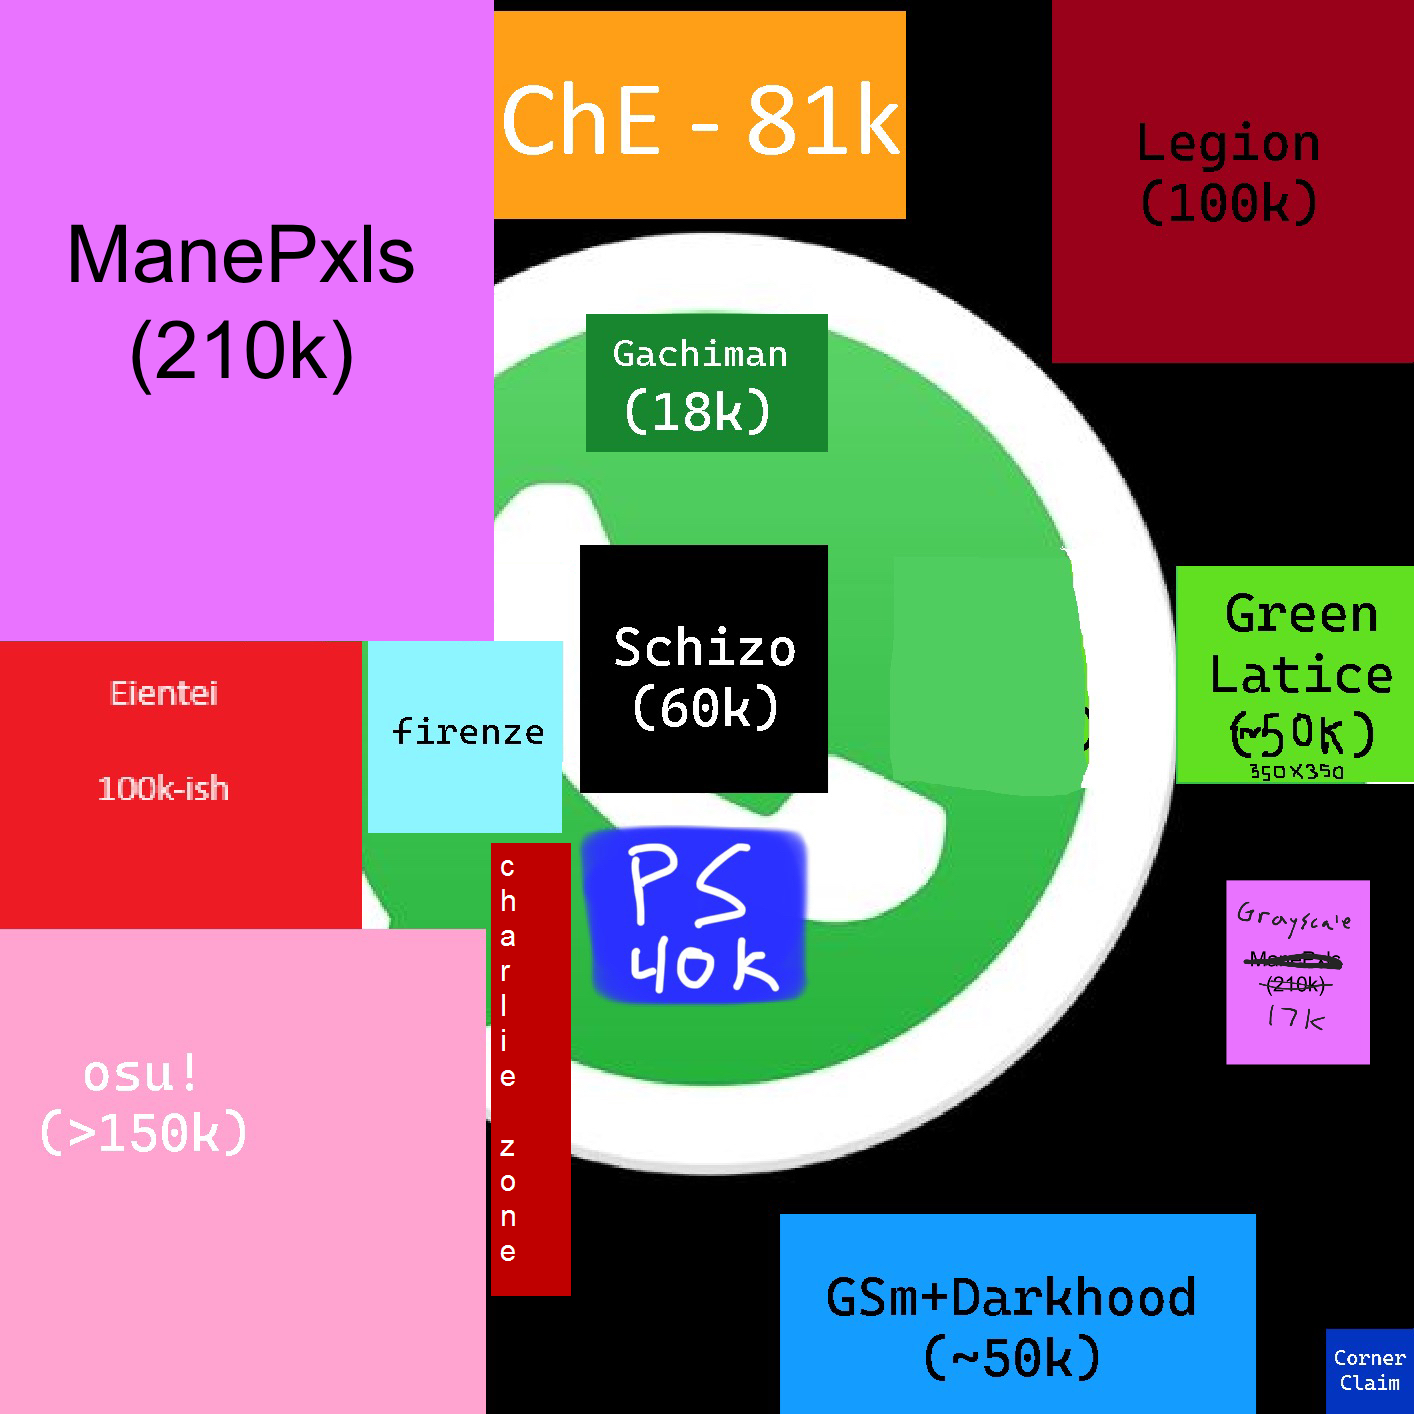 ChE - 81k
Legion
(100k)
ManePxls
(210k)
Gachiman
(18k)
Green
Latice
(~50k)
350x350
Schizo
(60k)
Eientei
100k-ish
firenze
PS
40k
charlie zone
Grayscale
ManePxls
(210k)
17k
osu!
(>150k)
GSm+Darkhood
(~50k)
Corner
Claim